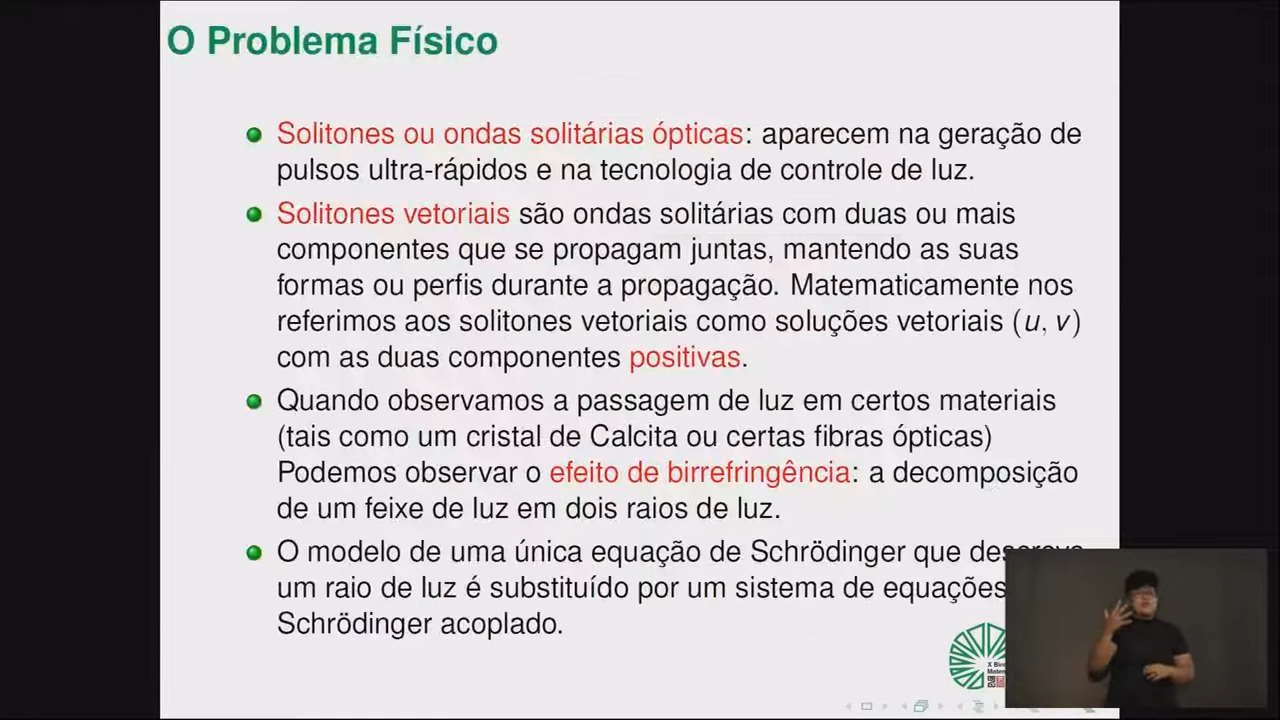 O Problema Físico
Solitones ou ondas solitárias ópticas: aparecem na geração de
pulsos ultra-rápidos e na tecnologia de controle de luz.
Solitones vetoriais são ondas solitárias com duas ou mais
componentes que se propagam juntas, mantendo as suas
formas ou perfis durante a propagação. Matematicamente nos
referimos aos solitones vetoriais como soluções vetoriais (u, v)
com as duas componentes positivas.
Quando observamos a passagem de luz em certos materiais
(tais como um cristal de Calcita ou certas fibras ópticas)
Podemos observar o efeito de birrefringência: a decomposição
de um feixe de luz em dois raios de luz.
O modelo de uma única equação de Schrödinger que descreve
um raio de luz é substituído por um sistema de equações
Schrödinger acoplado.